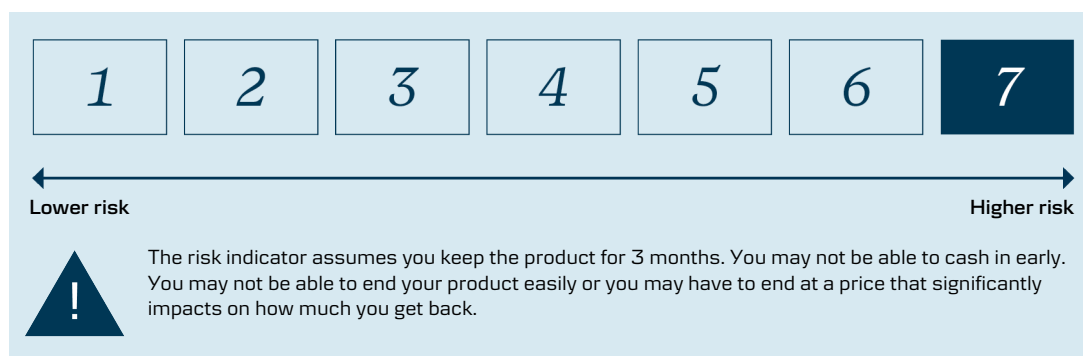 1 2 3 4 5 6 7
Lower risk Higher risk
!
The risk indicator assumes you keep the product for 3 months. You may not be able to cash in early.
You may not be able to end your product easily or you may have to end at a price that significantly
impacts on how much you get back.